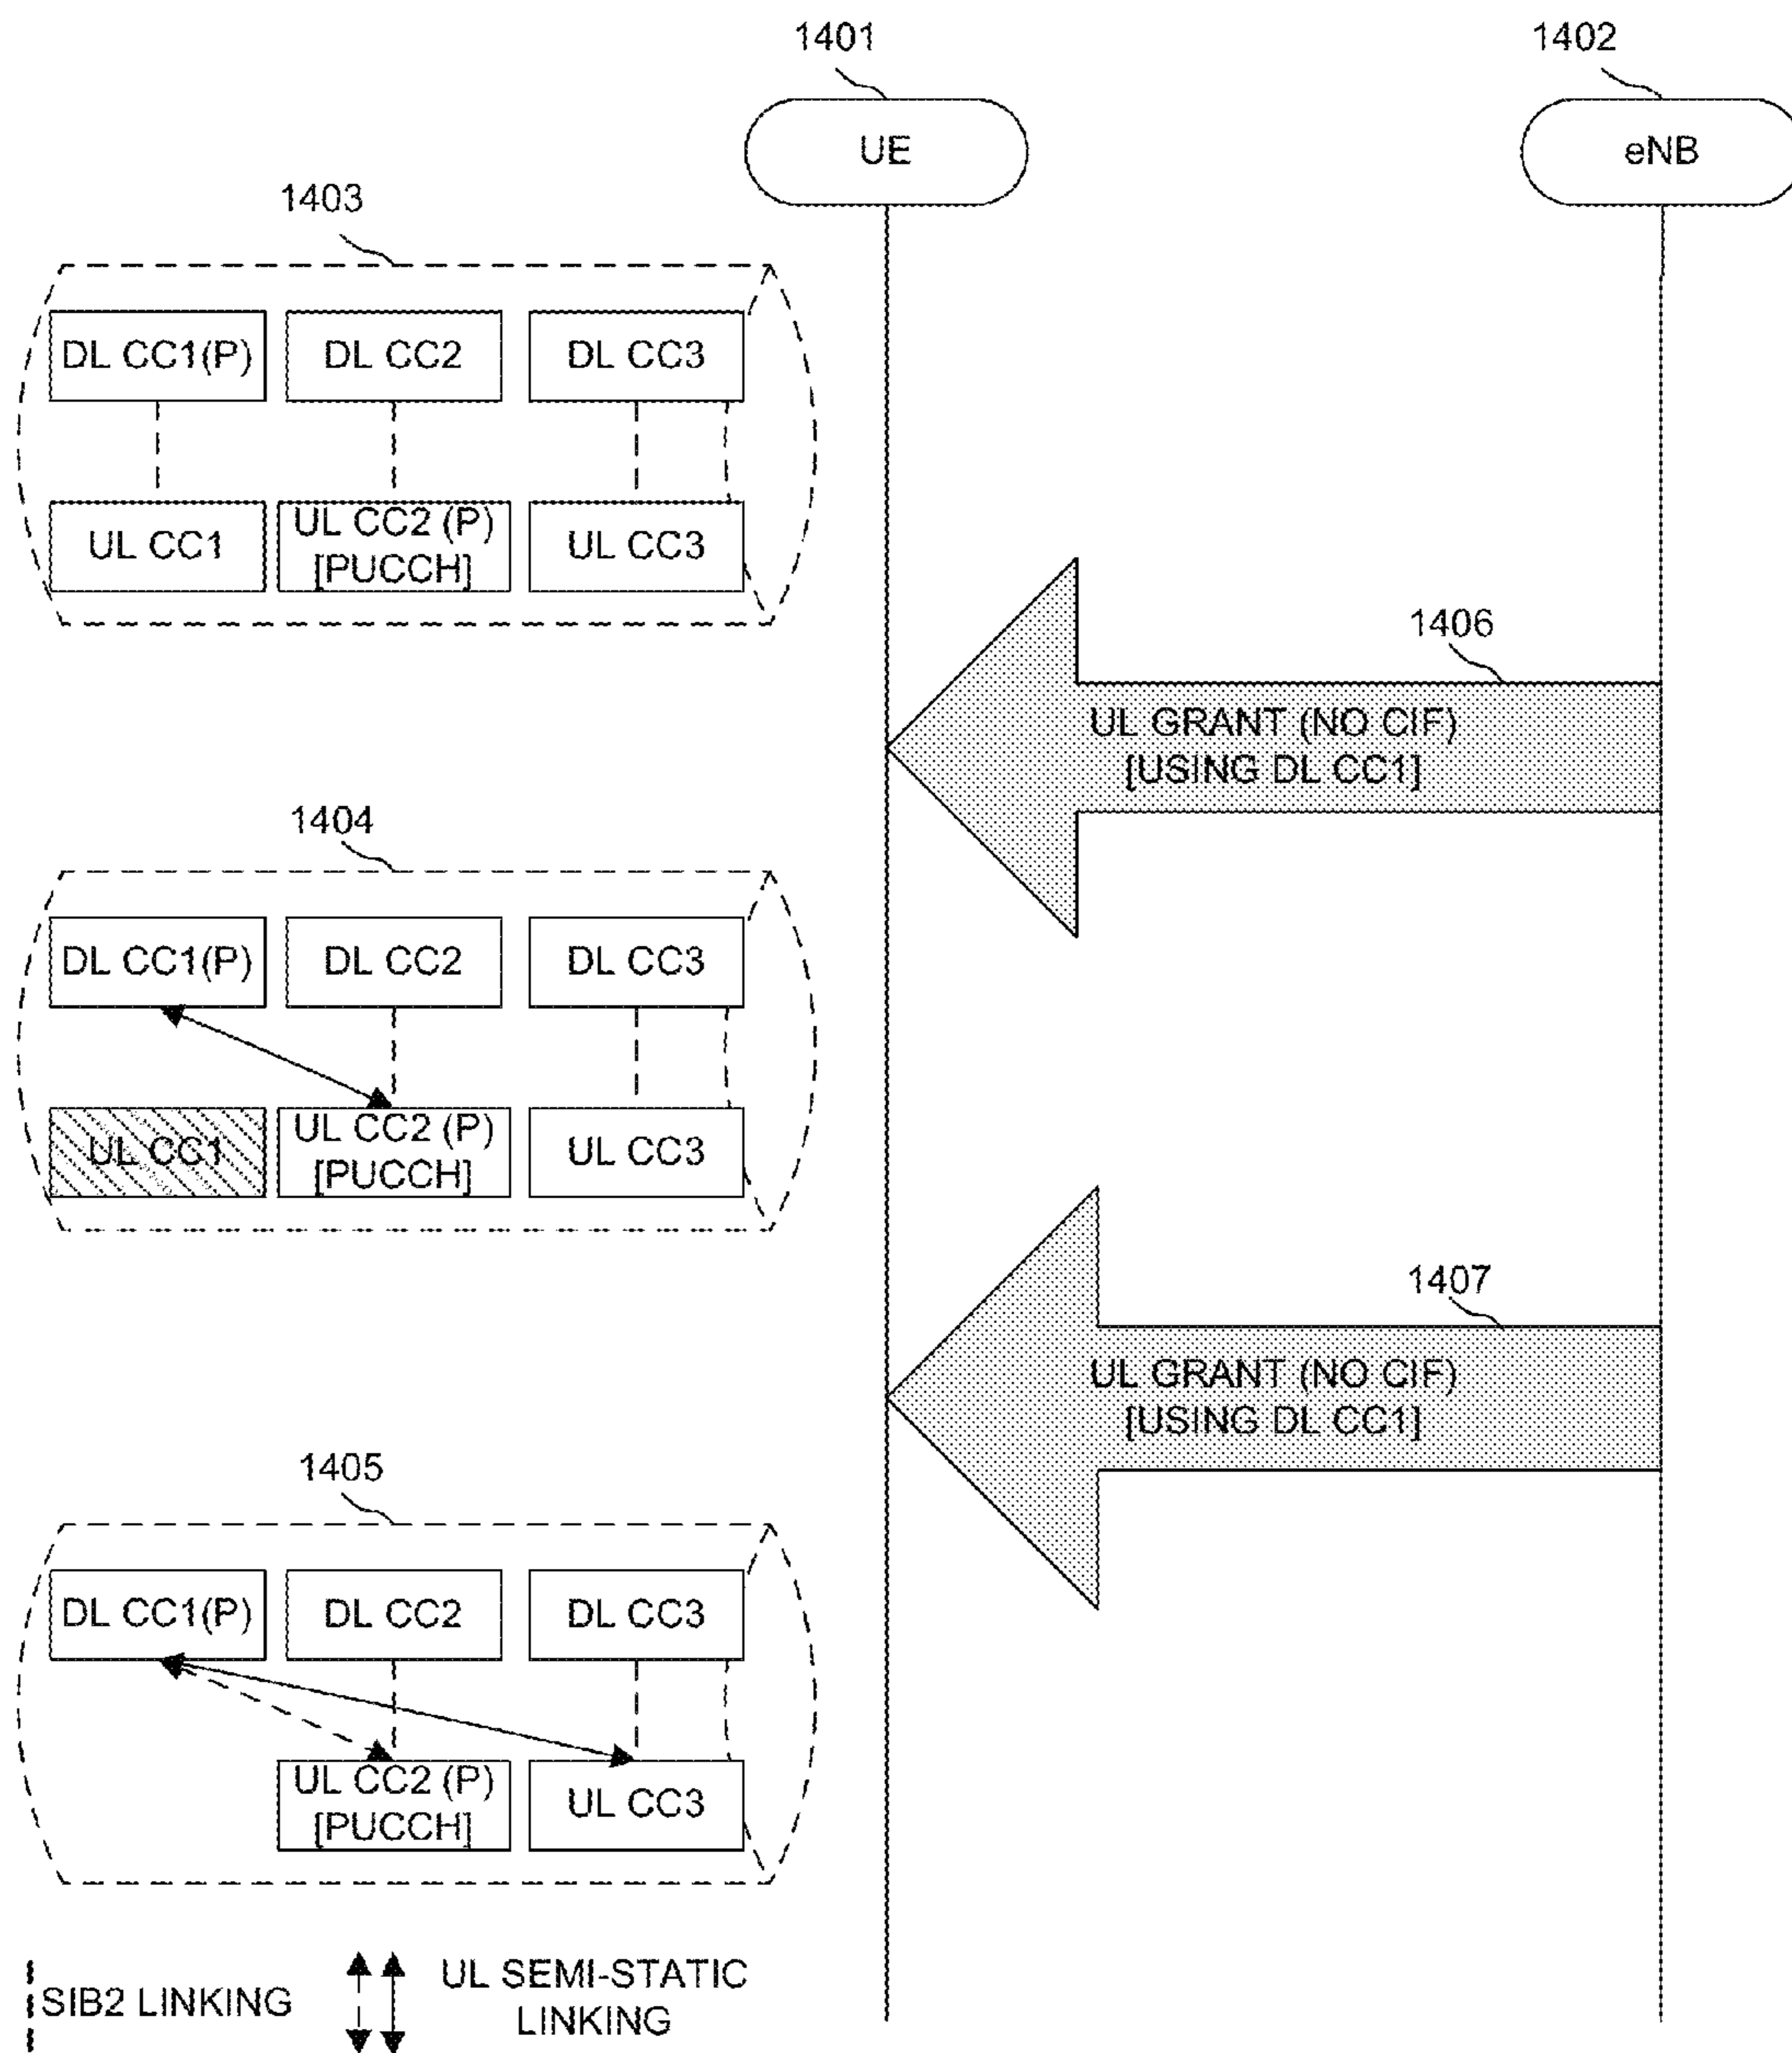 1401
1402
UE
eNB
1403
DL CC1(P)
DL CC2
DL CC3
UL CC1
UL CC2 (P)
[PUCCH]
UL CC3
1406
UL GRANT (NO CIF)
[USING DL CC1]
1404
DL CC1(P)
DL CC2
DL CC3
UL CC1
UL CC2 (P)
[PUCCH]
UL CC3
1407
UL GRANT (NO CIF)
[USING DL CC1]
1405
DL CC1(P)
DL CC2
DL CC3
UL CC2 (P)
[PUCCH]
UL CC3
SIB2 LINKING
UL SEMI-STATIC
LINKING